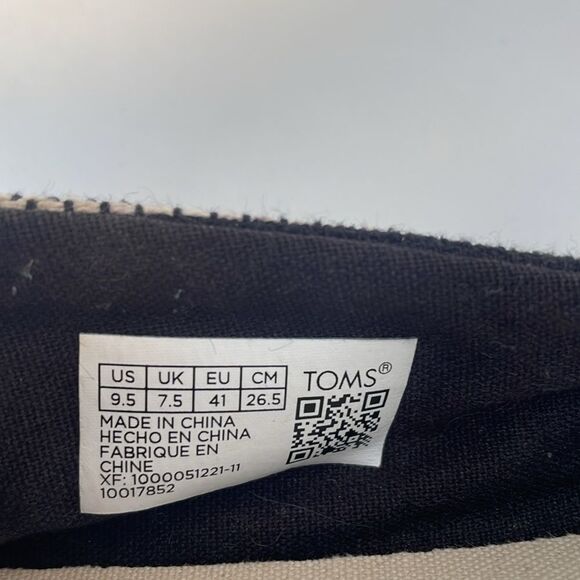 US UK EU CM
9.5 7.5 41 26.5
TOMS®
MADE IN CHINA
HECHO EN CHINA
FABRIQUE EN
CHINE
XF: 1000051221-11
10017852